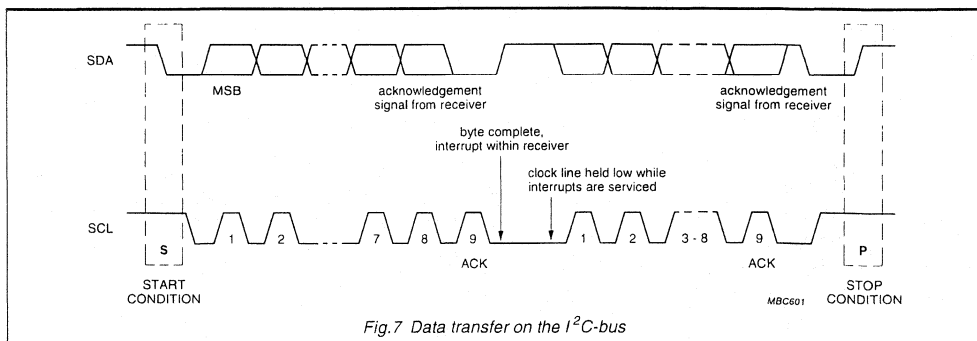 SDA
MSB
acknowledgement
signal from receiver
acknowledgement
signal from receiver
byte complete,
interrupt within receiver
clock line held low while
interrupts are serviced
SCL
S
1
2
7
8
9
1
2
3 - 8
9
P
ACK
ACK
START
CONDITION
STOP
CONDITION
MBC601
Fig.7 Data transfer on the I²C-bus